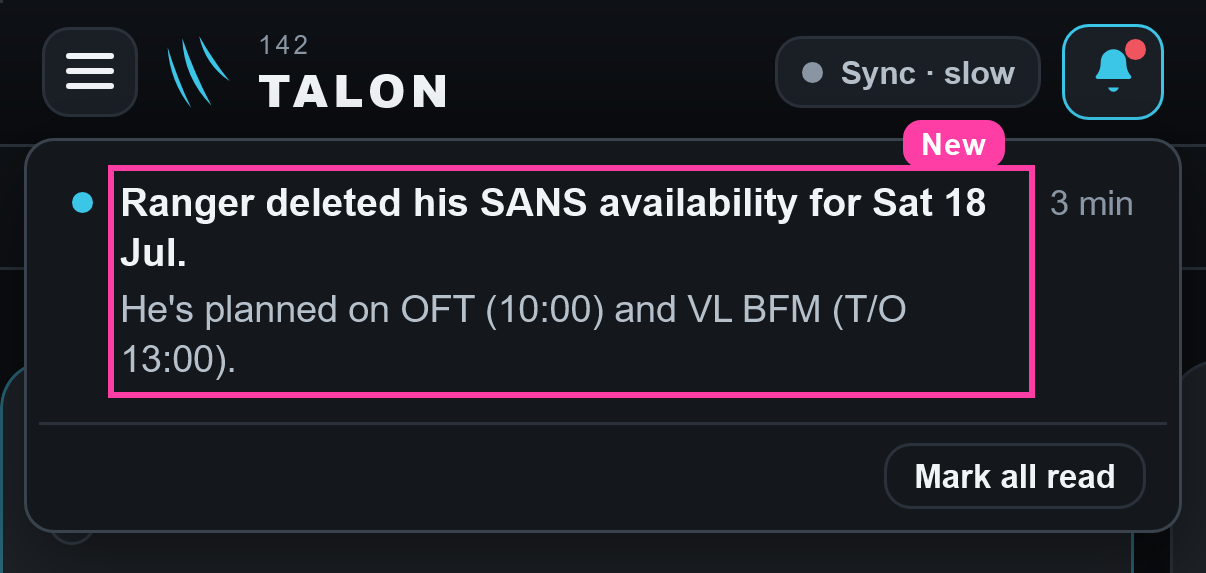 142
TALON
Sync · slow
New
Ranger deleted his SANS availability for Sat 18
Jul.
3 min
He's planned on OFT (10:00) and VL BFM (T/O
13:00).
Mark all read